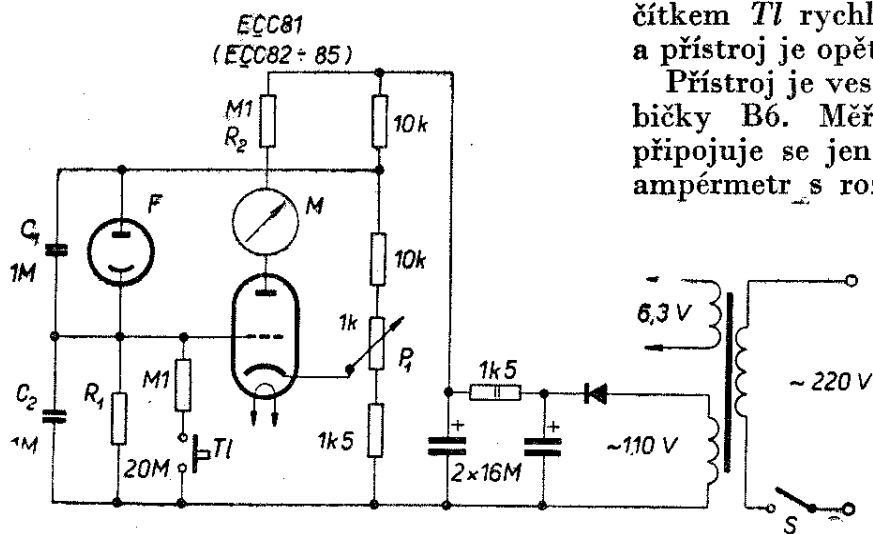 ECC81
(ECC82÷85)
čítkem Tl rychl
a přístroj je opět
Přístroj je ves
bičky B6. Měř
připojuje se jen
ampérmetr s roz
M1
R2
10k
F
M
C1
1M
10k
1k
P1
6,3 V
~220 V
M1
R1
C2
1M
20M
Tl
1k5
1k5
+
+
2×16M
~110 V
S